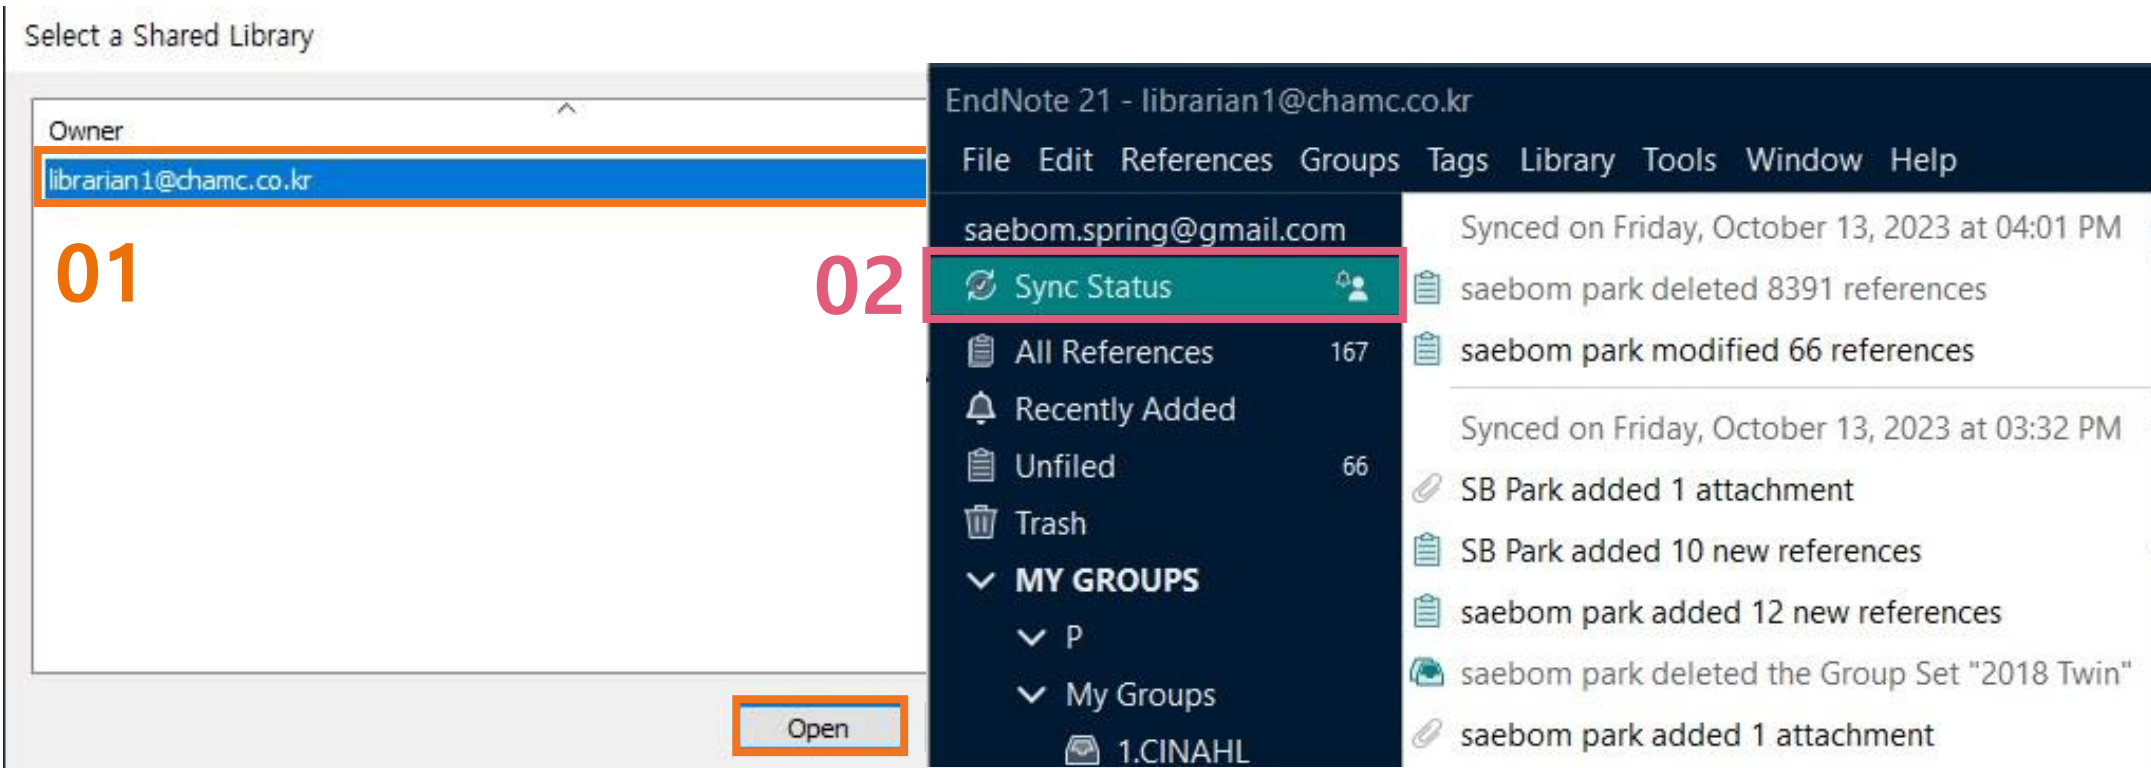 Select a Shared Library
Owner
librarian1@chamc.co.kr
01
Open
EndNote 21 - librarian1@chamc.co.kr
File Edit References Groups Tags Library Tools Window Help
saebom.spring@gmail.com
02
Sync Status
All References 167
Recently Added
Unfiled 66
Trash
MY GROUPS
P
My Groups
1.CINAHL
Synced on Friday, October 13, 2023 at 04:01 PM
saebom park deleted 8391 references
saebom park modified 66 references
Synced on Friday, October 13, 2023 at 03:32 PM
SB Park added 1 attachment
SB Park added 10 new references
saebom park added 12 new references
saebom park deleted the Group Set "2018 Twin"
saebom park added 1 attachment